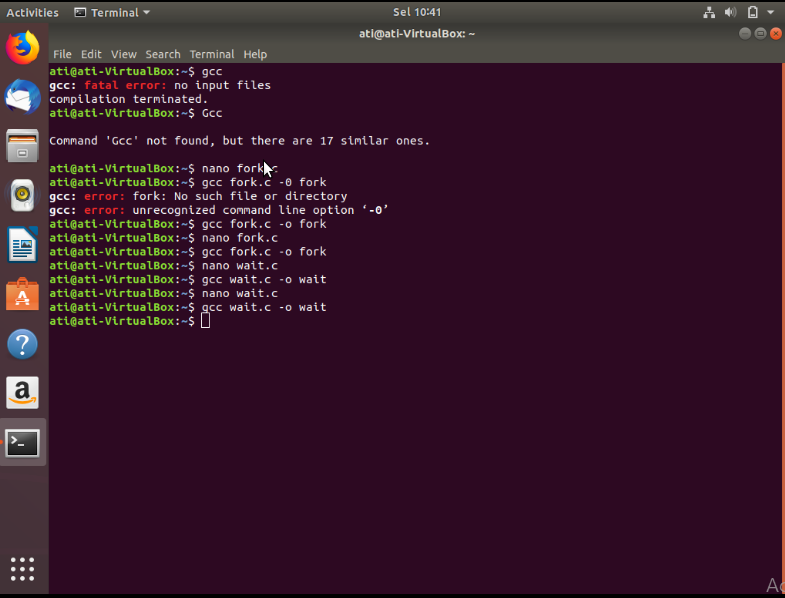 Activities Terminal Sel 10:41
ati@ati-VirtualBox: ~
File Edit View Search Terminal Help
ati@ati-VirtualBox:~$ gcc
gcc: fatal error: no input files
compilation terminated.
ati@ati-VirtualBox:~$ Gcc
Command 'Gcc' not found, but there are 17 similar ones.
ati@ati-VirtualBox:~$ nano fork.c
ati@ati-VirtualBox:~$ gcc fork.c -0 fork
gcc: error: fork: No such file or directory
gcc: error: unrecognized command line option ‘-0’
ati@ati-VirtualBox:~$ gcc fork.c -o fork
ati@ati-VirtualBox:~$ nano fork.c
ati@ati-VirtualBox:~$ gcc fork.c -o fork
ati@ati-VirtualBox:~$ nano wait.c
ati@ati-VirtualBox:~$ gcc wait.c -o wait
ati@ati-VirtualBox:~$ nano wait.c
ati@ati-VirtualBox:~$ gcc wait.c -o wait
ati@ati-VirtualBox:~$